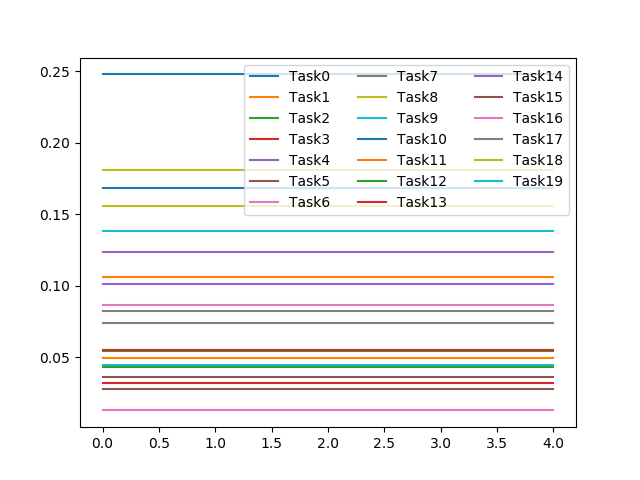 0.25
0.20
0.15
0.10
0.05
0.0 0.5 1.0 1.5 2.0 2.5 3.0 3.5 4.0
Task0 Task7 Task14
Task1 Task8 Task15
Task2 Task9 Task16
Task3 Task10 Task17
Task4 Task11 Task18
Task5 Task12 Task19
Task6 Task13